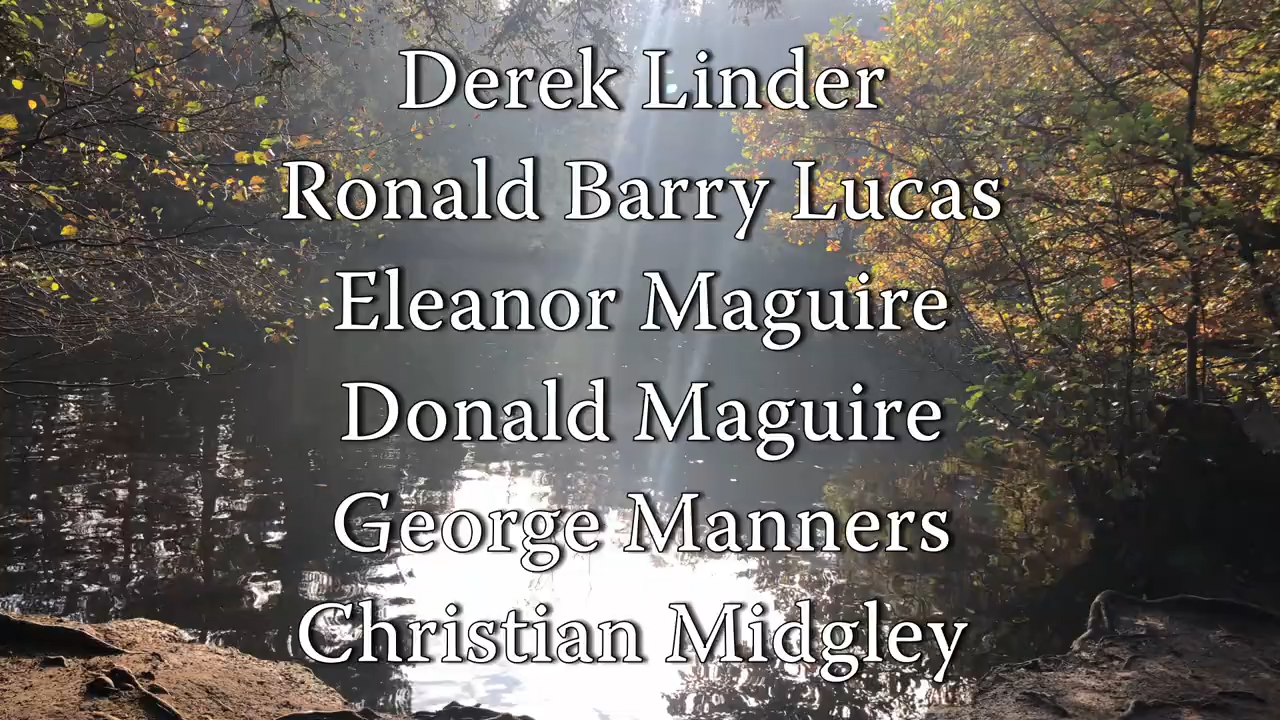 Derek Linder
Ronald Barry Lucas
Eleanor Maguire
Donald Maguire
George Manners
Christian Midgley